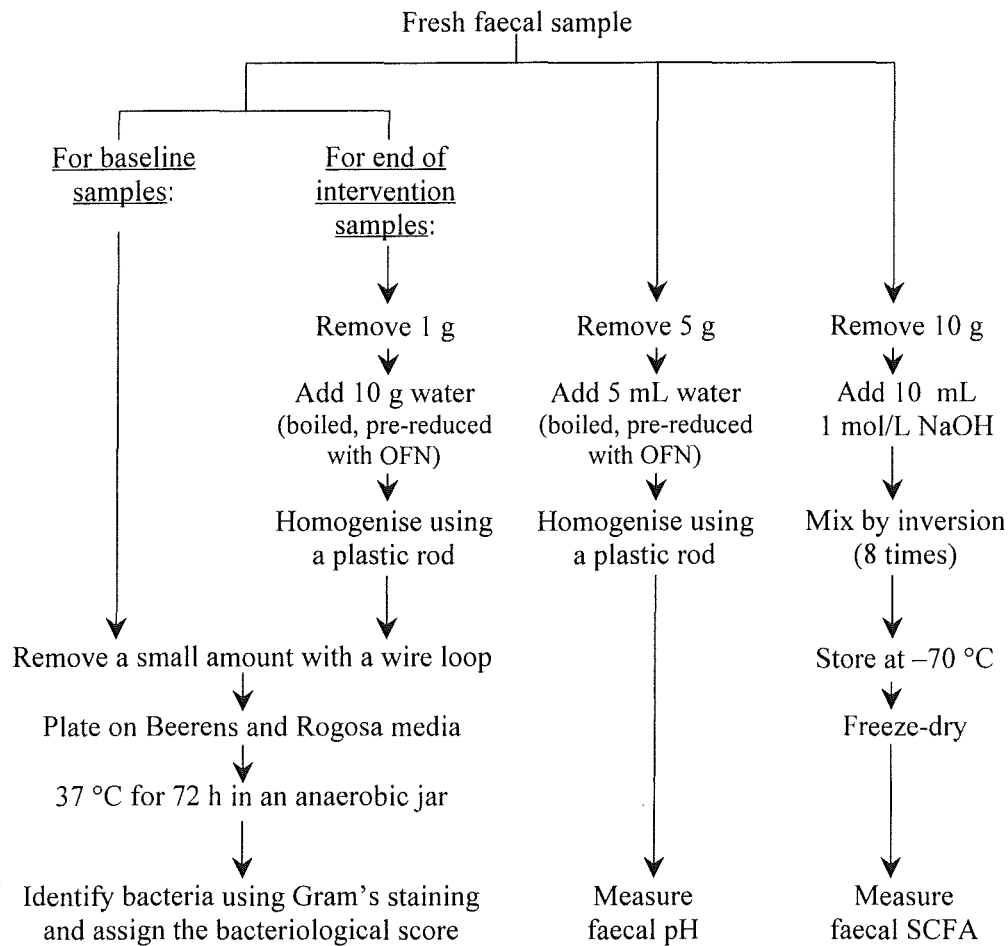 Fresh faecal sample
For baseline
samples:
For end of
intervention
samples:
Remove 1 g
Add 10 g water
(boiled, pre-reduced
with OFN)
Homogenise using
a plastic rod
Remove a small amount with a wire loop
Plate on Beerens and Rogosa media
37 °C for 72 h in an anaerobic jar
Identify bacteria using Gram’s staining
and assign the bacteriological score
Remove 5 g
Add 5 mL water
(boiled, pre-reduced
with OFN)
Homogenise using
a plastic rod
Measure
faecal pH
Remove 10 g
Add 10 mL
1 mol/L NaOH
Mix by inversion
(8 times)
Store at –70 °C
Freeze-dry
Measure
faecal SCFA